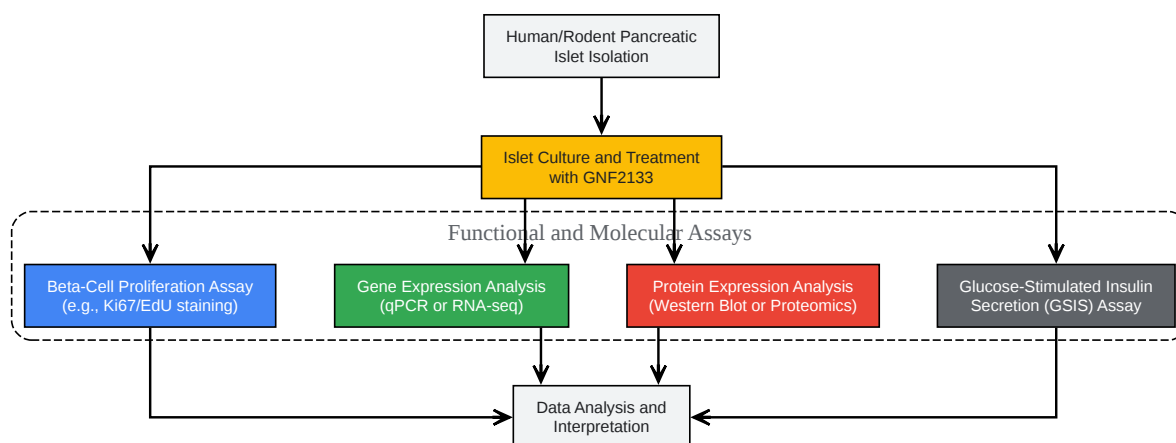 Human/Rodent Pancreatic
Islet Isolation
Islet Culture and Treatment
with GNF2133
Functional and Molecular Assays
Beta-Cell Proliferation Assay
(e.g., Ki67/EdU staining)
Gene Expression Analysis
(qPCR or RNA-seq)
Protein Expression Analysis
(Western Blot or Proteomics)
Glucose-Stimulated Insulin
Secretion (GSIS) Assay
Data Analysis and
Interpretation